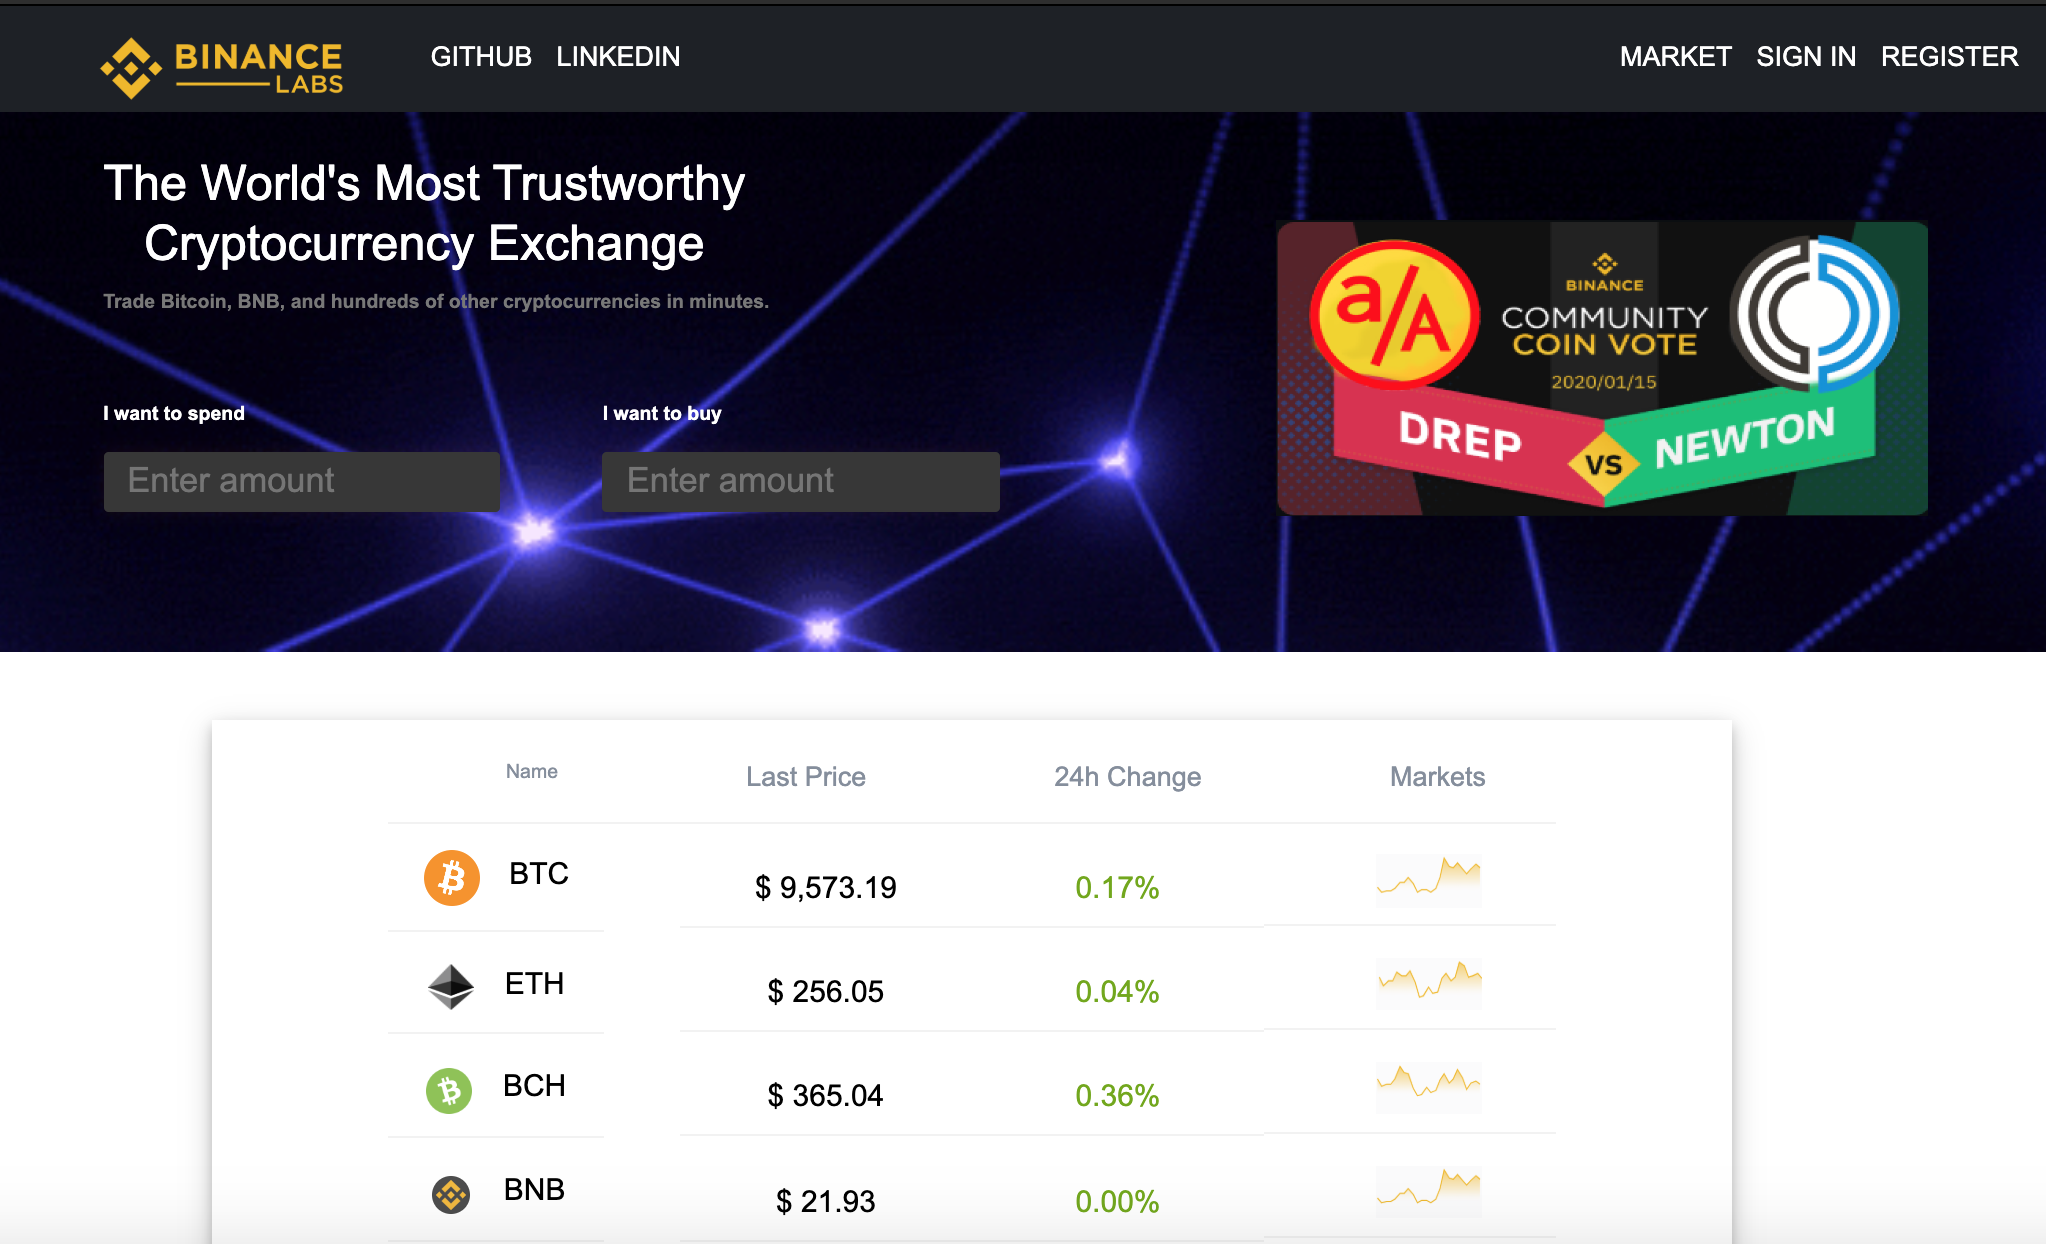 BINANCE
LABS
GITHUB LINKEDIN
MARKET SIGN IN REGISTER
The World's Most Trustworthy
Cryptocurrency Exchange
Trade Bitcoin, BNB, and hundreds of other cryptocurrencies in minutes.
I want to spend
I want to buy
Enter amount
Enter amount
a/A
BINANCE
COMMUNITY
COIN VOTE
2020/01/15
DREP
VS
NEWTON
Name Last Price 24h Change Markets
BTC $ 9,573.19 0.17%
ETH $ 256.05 0.04%
BCH $ 365.04 0.36%
BNB $ 21.93 0.00%